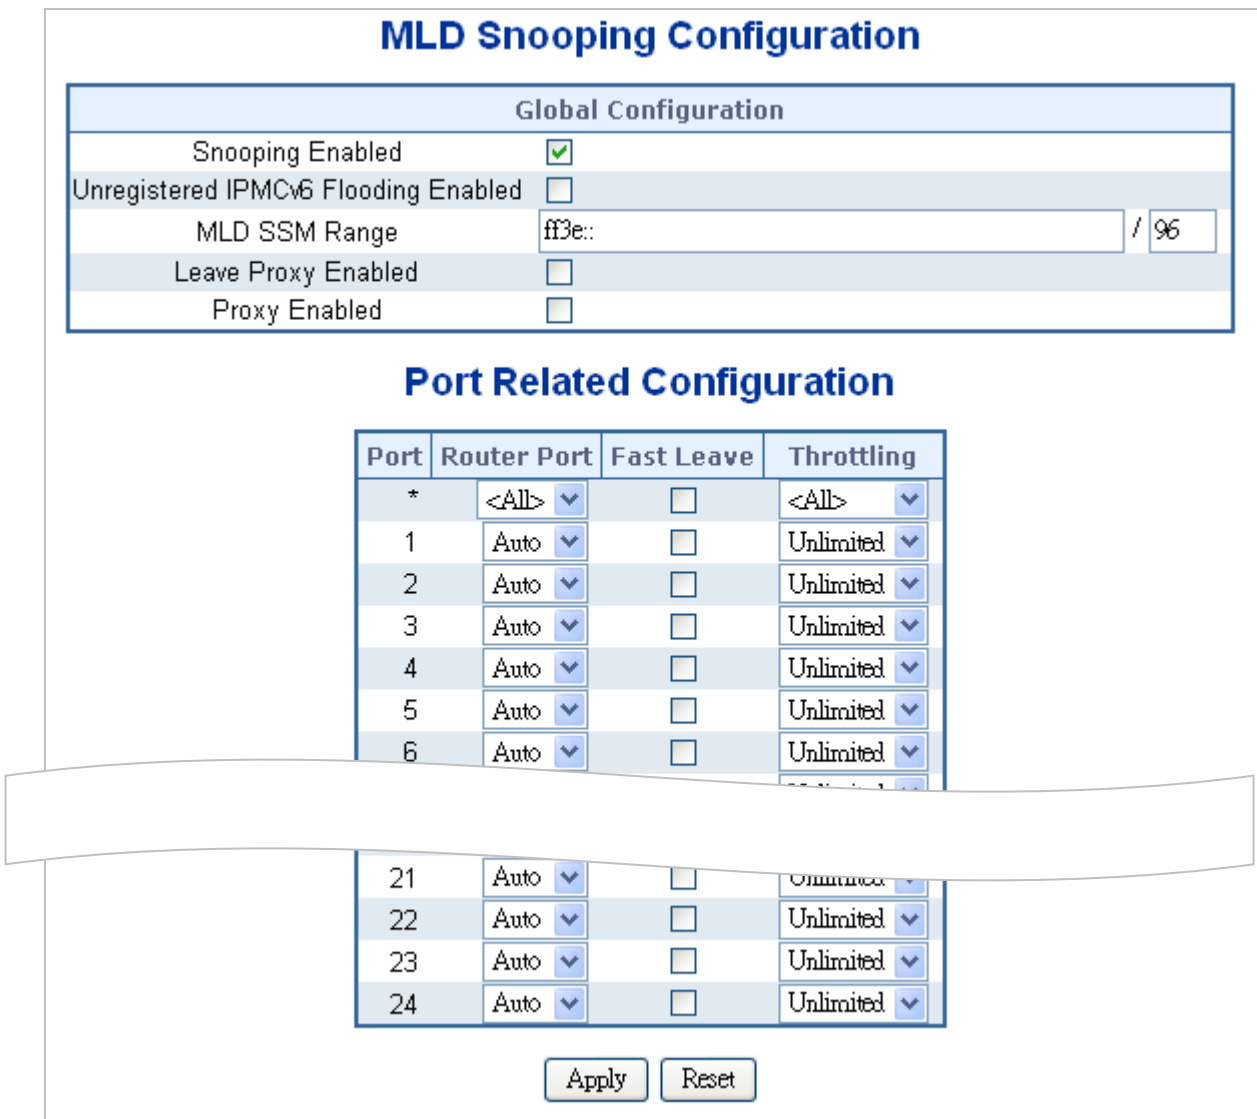 MLD Snooping Configuration
Global Configuration
Snooping Enabled
Unregistered IPMCv6 Flooding Enabled
MLD SSM Range ff3e:: / 96
Leave Proxy Enabled
Proxy Enabled
Port Related Configuration
Port Router Port Fast Leave Throttling
* <All> <All>
1 Auto Unlimited
2 Auto Unlimited
3 Auto Unlimited
4 Auto Unlimited
5 Auto Unlimited
6 Auto Unlimited
21 Auto Unlimited
22 Auto Unlimited
23 Auto Unlimited
24 Auto Unlimited
Apply Reset